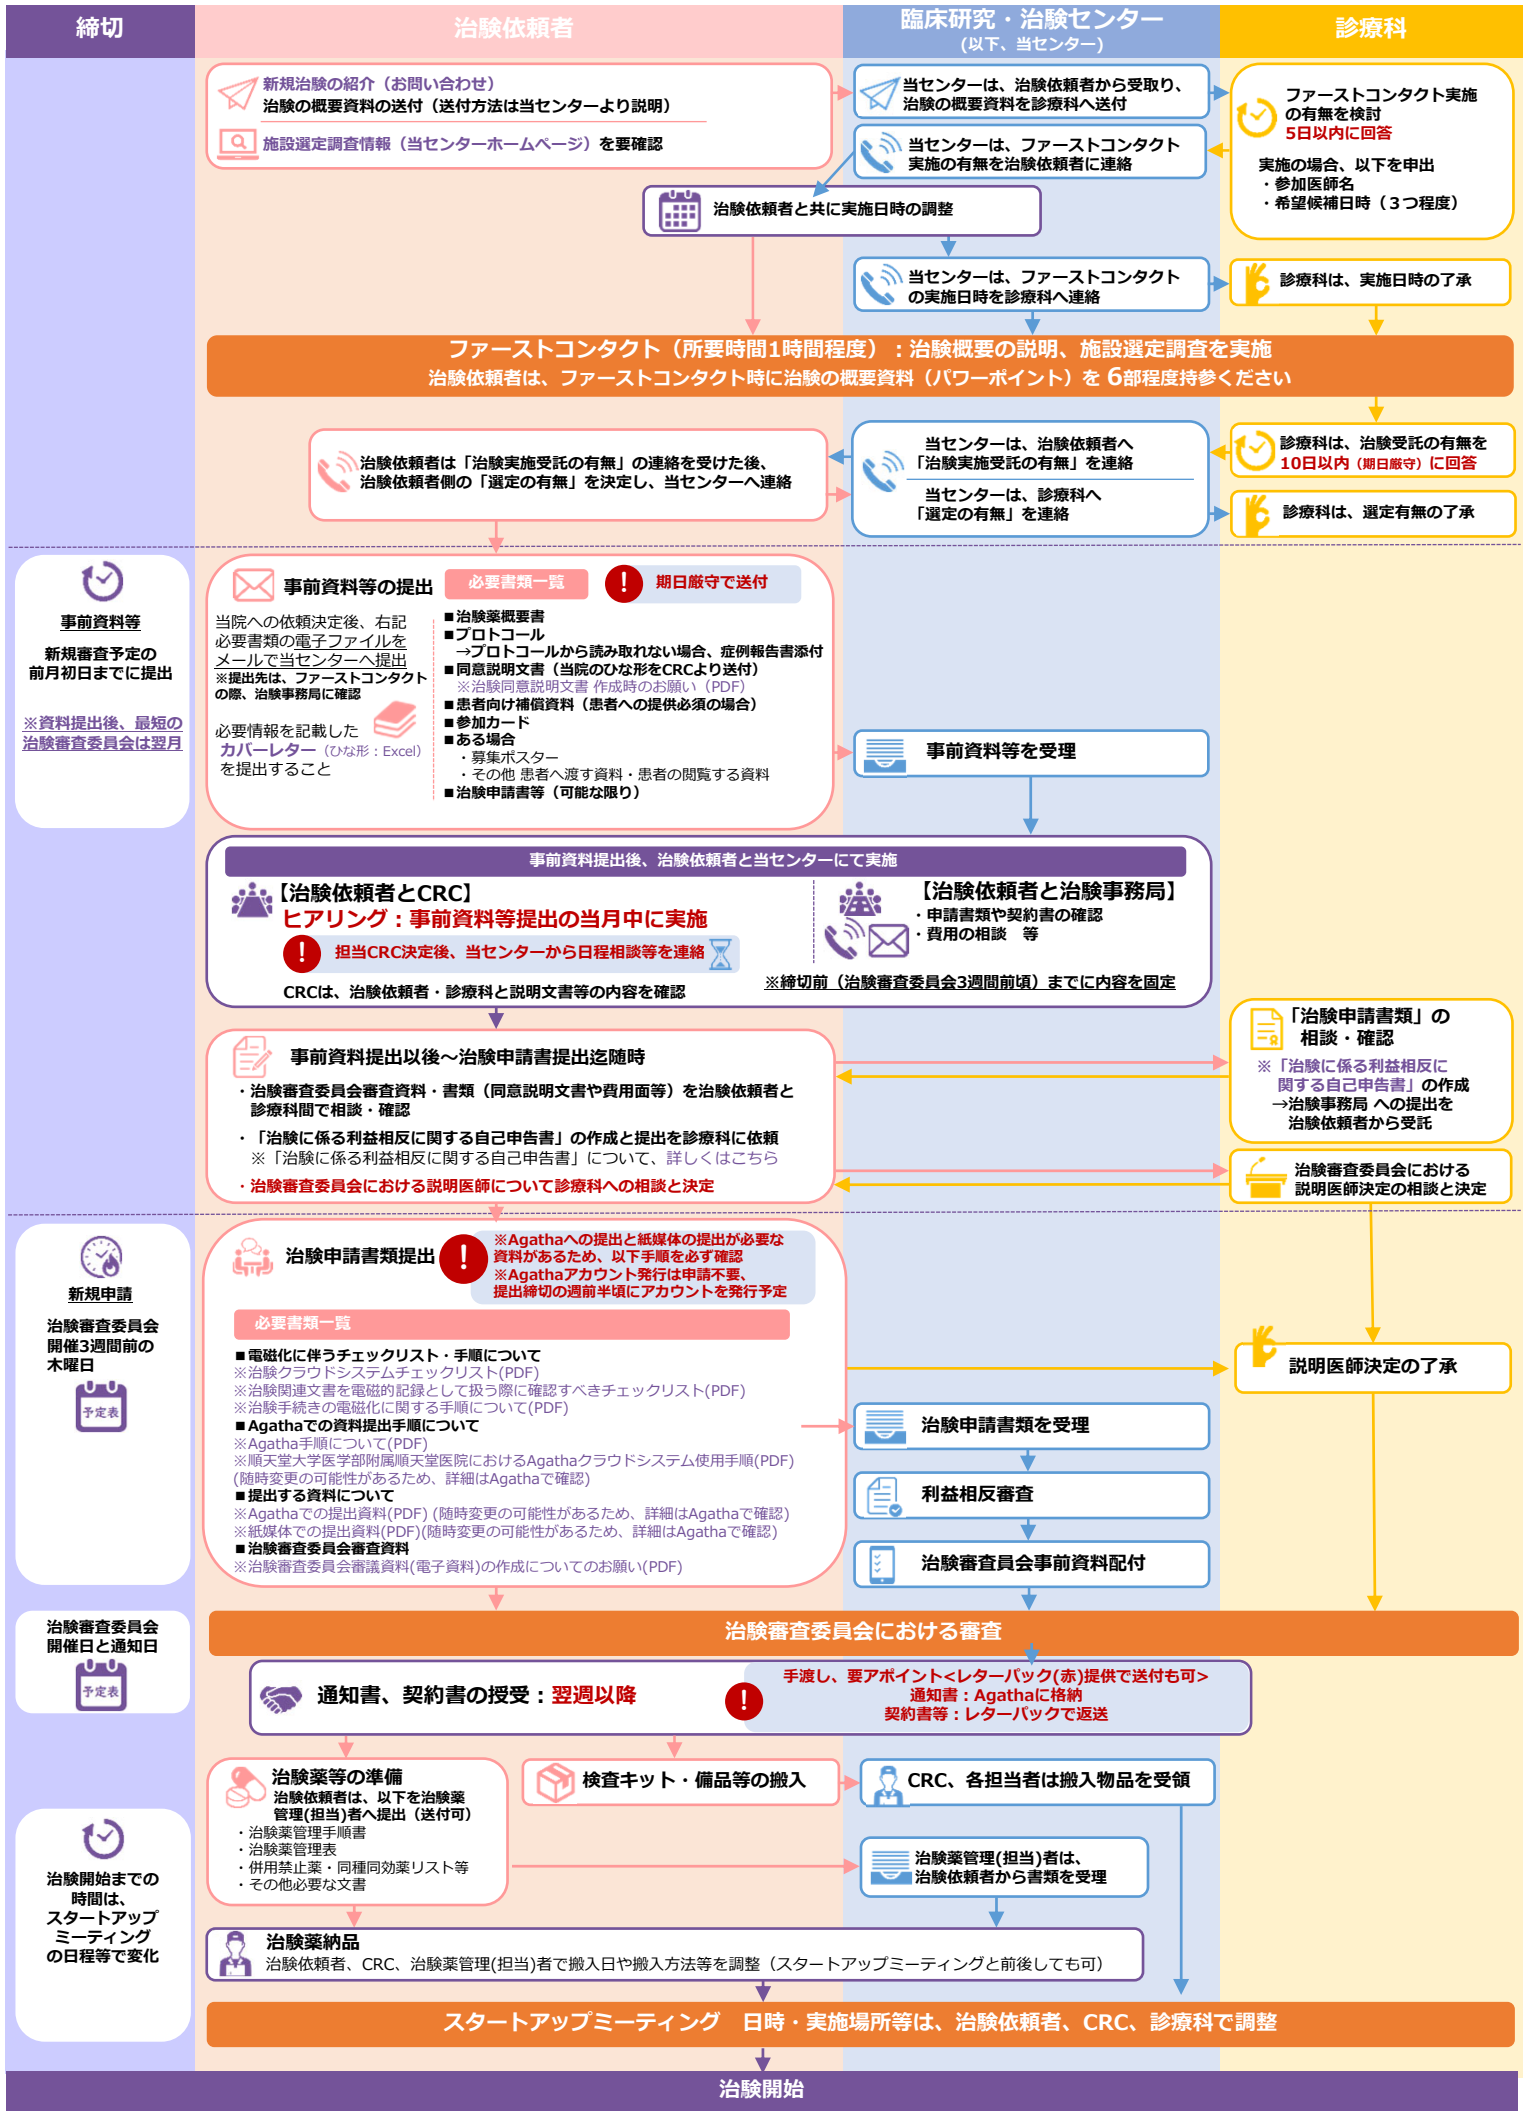 締切
治験依頼者
臨床研究・治験センター
(以下、当センター)
診療科
新規治験の紹介（お問い合わせ）
治験の概要資料の送付（送付方法は当センターより説明）
施設選定調査情報（当センターホームページ）を要確認
当センターは、治験依頼者から受取り、
治験の概要資料を診療科へ送付
ファーストコンタクト実施
の有無を検討
5日以内に回答
実施の場合、以下を申出
・参加医師名
・希望候補日時（３つ程度）
当センターは、ファーストコンタクト
実施の有無を治験依頼者に連絡
治験依頼者と共に実施日時の調整
当センターは、ファーストコンタクト
の実施日時を診療科へ連絡
診療科は、実施日時の了承
ファーストコンタクト（所要時間1時間程度）：治験概要の説明、施設選定調査を実施
治験依頼者は、ファーストコンタクト時に治験の概要資料（パワーポイント）を 6部程度持参ください
治験依頼者は「治験実施受託の有無」の連絡を受けた後、
治験依頼者側の「選定の有無」を決定し、当センターへ連絡
当センターは、治験依頼者へ
「治験実施受託の有無」を連絡
当センターは、診療科へ
「選定の有無」を連絡
診療科は、治験受託の有無を
10日以内（期日厳守）に回答
診療科は、選定有無の了承
事前資料等
新規審査予定の
前月初日までに提出
※資料提出後、最短の
治験審査委員会は翌月
事前資料等の提出
当院への依頼決定後、右記
必要書類の電子ファイルを
メールで当センターへ提出
※提出先は、ファーストコンタクト
の際、治験事務局に確認
必要情報を記載した
カバーレター（ひな形：Excel）
を提出すること
必要書類一覧
! 期日厳守で送付
■治験薬概要書
■プロトコール
→プロトコールから読み取れない場合、症例報告書添付
■同意説明文書（当院のひな形をCRCより送付）
※治験同意説明文書 作成時のお願い（PDF）
■患者向け補償資料（患者への提供必須の場合）
■参加カード
■ある場合
・募集ポスター
・その他 患者へ渡す資料・患者の閲覧する資料
■治験申請書等（可能な限り）
事前資料等を受理
事前資料提出後、治験依頼者と当センターにて実施
【治験依頼者とCRC】
ヒアリング：事前資料等提出の当月中に実施
! 担当CRC決定後、当センターから日程相談等を連絡
CRCは、治験依頼者・診療科と説明文書等の内容を確認
【治験依頼者と治験事務局】
・申請書類や契約書の確認
・費用の相談　等
※締切前（治験審査委員会3週間前頃）までに内容を固定
事前資料提出以後～治験申請書提出迄随時
・治験審査委員会審査資料・書類（同意説明文書や費用面等）を治験依頼者と
診療科間で相談・確認
・「治験に係る利益相反に関する自己申告書」の作成と提出を診療科に依頼
※「治験に係る利益相反に関する自己申告書」について、詳しくはこちら
・治験審査委員会における説明医師について診療科への相談と決定
「治験申請書類」の
相談・確認
※「治験に係る利益相反に
関する自己申告書」の作成
→治験事務局 への提出を
治験依頼者から受託
治験審査委員会における
説明医師決定の相談と決定
新規申請
治験審査委員会
開催3週間前の
木曜日
予定表
治験申請書類提出
!
※Agathaへの提出と紙媒体の提出が必要な
資料があるため、以下手順を必ず確認
※Agathaアカウント発行は申請不要、
提出締切の週前半頃にアカウントを発行予定
必要書類一覧
■電磁化に伴うチェックリスト・手順について
※治験クラウドシステムチェックリスト(PDF)
※治験関連文書を電磁的記録として扱う際に確認すべきチェックリスト(PDF)
※治験手続きの電磁化に関する手順について(PDF)
■Agathaでの資料提出手順について
※Agatha手順について(PDF)
※順天堂大学医学部附属順天堂医院におけるAgathaクラウドシステム使用手順(PDF)
(随時変更の可能性があるため、詳細はAgathaで確認)
■提出する資料について
※Agathaでの提出資料(PDF) (随時変更の可能性があるため、詳細はAgathaで確認)
※紙媒体での提出資料(PDF)(随時変更の可能性があるため、詳細はAgathaで確認)
■治験審査委員会審査資料
※治験審査委員会審議資料(電子資料)の作成についてのお願い(PDF)
説明医師決定の了承
治験申請書類を受理
利益相反審査
治験審査員会事前資料配付
治験審査委員会
開催日と通知日
予定表
治験審査委員会における審査
通知書、契約書の授受：翌週以降
!
手渡し、要アポイント<レターパック(赤)提供で送付も可>
通知書：Agathaに格納
契約書等：レターパックで返送
治験薬等の準備
治験依頼者は、以下を治験薬
管理(担当)者へ提出（送付可）
・治験薬管理手順書
・治験薬管理表
・併用禁止薬・同種同効薬リスト等
・その他必要な文書
検査キット・備品等の搬入
CRC、各担当者は搬入物品を受領
治験薬管理(担当)者は、
治験依頼者から書類を受理
治験開始までの
時間は、
スタートアップ
ミーティング
の日程等で変化
治験薬納品
治験依頼者、CRC、治験薬管理(担当)者で搬入日や搬入方法等を調整（スタートアップミーティングと前後しても可）
スタートアップミーティング　日時・実施場所等は、治験依頼者、CRC、診療科で調整
治験開始